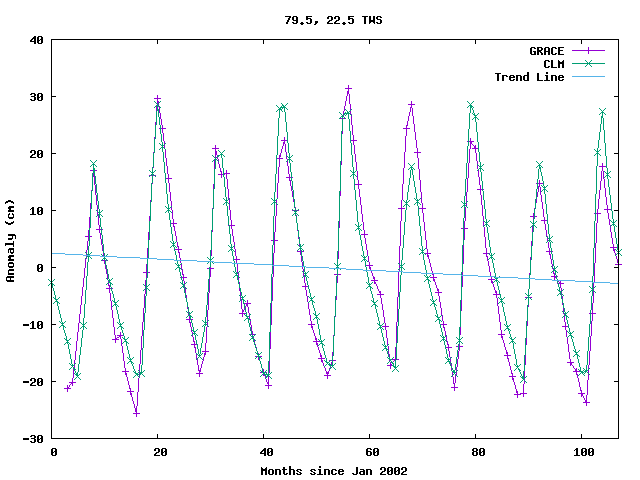 79.5, 22.5 TWS
GRACE
CLM
Trend Line
Anomaly (cm)
40
30
20
10
0
-10
-20
-30
0 20 40 60 80 100
Months since Jan 2002